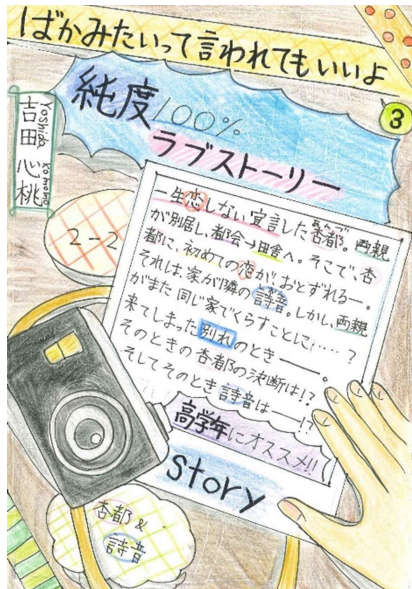 ばかみたいって言われてもいいよ
3
吉田 心桃
Yoshida Komomo
純度100%
ラブストーリー
2-2
一生恋しない宣言した杏都。両親
あんず
が別居し、都会→田舎へ。そこで、杏
都に、初めての恋が、おとずれる―。
それは、家が隣の詩音。しかし、両親
がまた同じ家でくらすことに……?
来てしまった別れのとき――。
そのときの杏都の決断は!?
そしてそのとき詩音は――!?
高学年にオススメ!!
story
杏都&
詩音